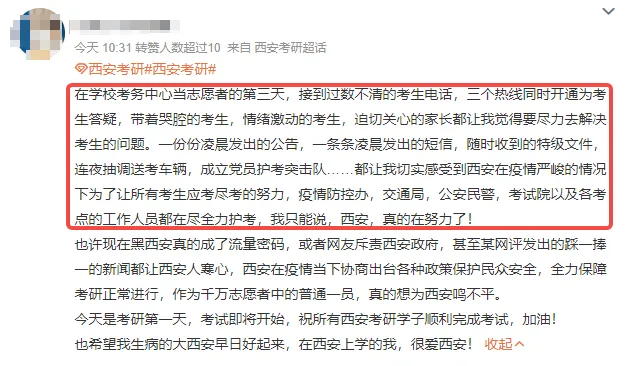 今天 10:31 转赞人数超过10 来自 西安考研超话
西安考研#西安考研#
在学校考务中心当志愿者的第三天，接到过数不清的考生电话，三个热线同时开通为考
生答疑，带着哭腔的考生，情绪激动的考生，迫切关心的家长都让我觉得要尽力去解决
考生的问题。一份份凌晨发出的公告，一条条凌晨发出的短信，随时收到的特级文件，
连夜抽调送考车辆，成立党员护考突击队……都让我切实感受到西安在疫情严峻的情况
下为了让所有考生应考尽考的努力，疫情防控办，交通局，公安民警，考试院以及各考
点的工作人员都在尽全力护考，我只能说，西安，真的在努力了！
也许现在黑西安真的成了流量密码，或者网友斥责西安政府，甚至某网评发出的踩一捧
一的新闻都让西安人寒心，西安在疫情当下协商出台各种政策保护民众安全，全力保障
考研正常进行，作为千万志愿者中的普通一员，真的想为西安鸣不平。
今天是考研第一天，考试即将开始，祝所有西安考研学子顺利完成考试，加油！
也希望我生病的大西安早日好起来，在西安上学的我，很爱西安！ 收起